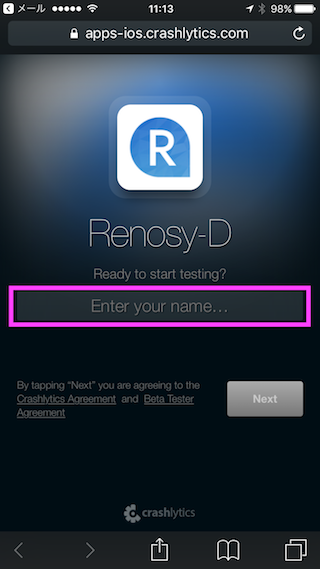 メール 11:13 98%
apps-ios.crashlytics.com
R
Renosy-D
Ready to start testing?
Enter your name...
By tapping “Next” you are agreeing to the
Crashlytics Agreement and Beta Tester
Agreement
Next
crashlytics